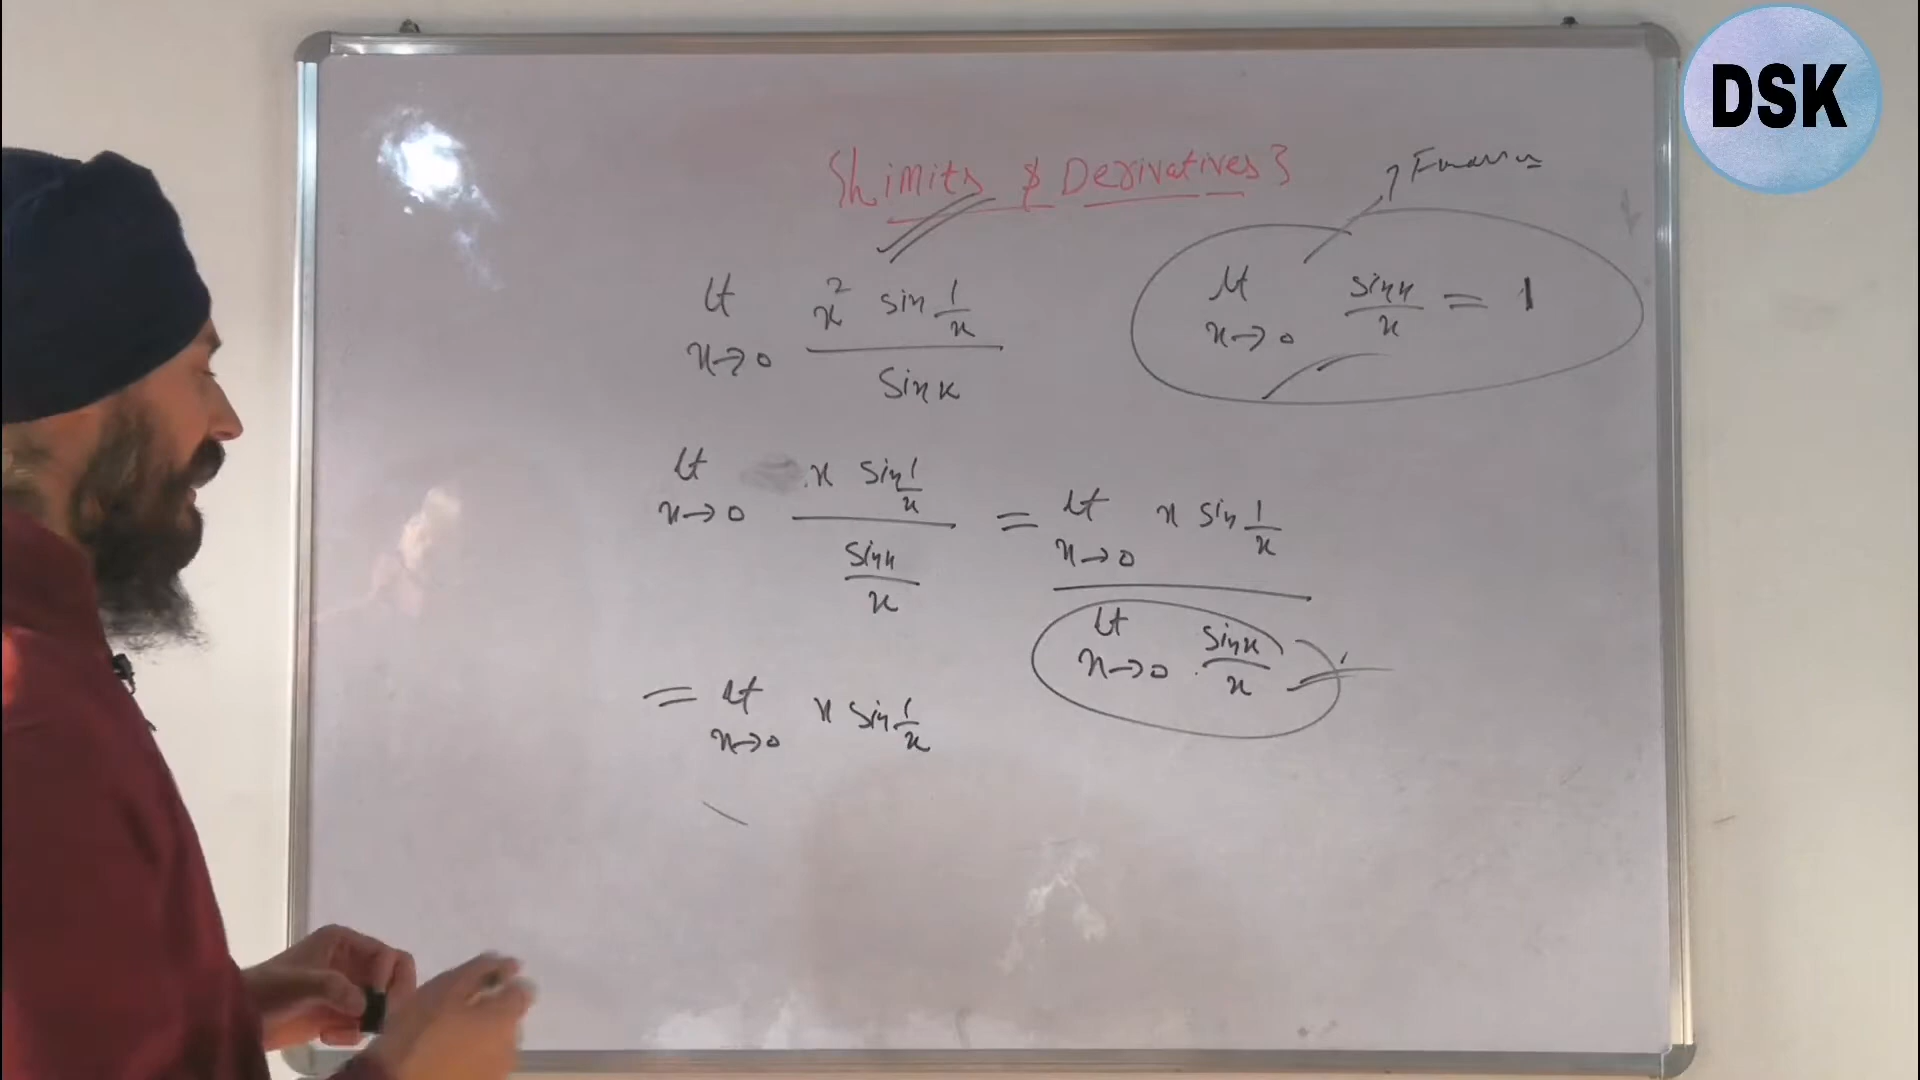 DSK
{Limits & Derivatives}
lt x→0 x² sin 1/x / sin x
lt x→0 sin x / x = 1
lt x→0 x sin 1/x / sin x / x = lt x→0 x sin 1/x / lt x→0 sin x / x
= lt x→0 x sin 1/x